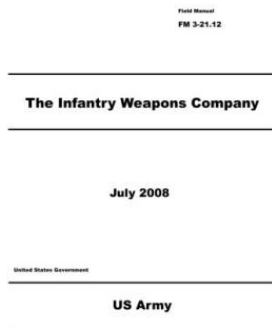 Field Manual
FM 3-21.12
The Infantry Weapons Company
July 2008
United States Government
US Army